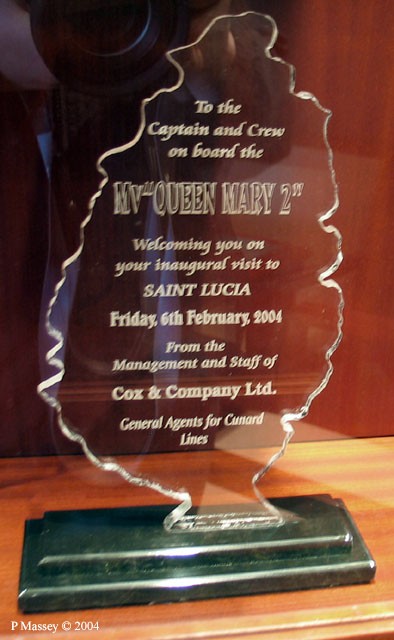 To the
Captain and Crew
on board the
MV "QUEEN MARY 2"
Welcoming you on
your inaugural visit to
SAINT LUCIA
Friday, 6th February, 2004
From the
Management and Staff of
Cox & Company Ltd.
General Agents for Cunard
Lines
P Massey © 2004